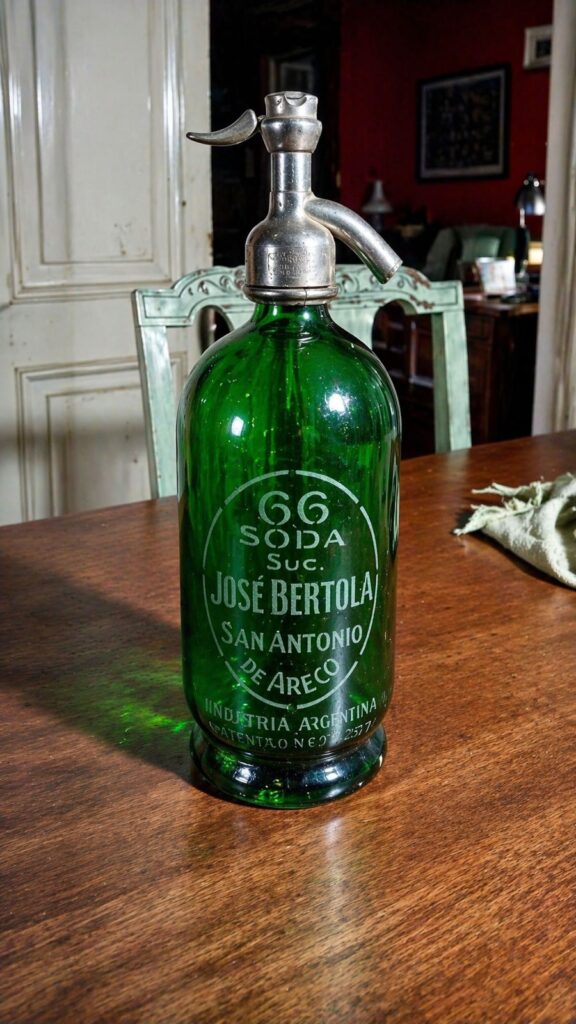 66
SODA
Suc.
JOSÉ BERTOLA
SAN ANTONIO
DE ARECO
INDUSTRIA ARGENTINA